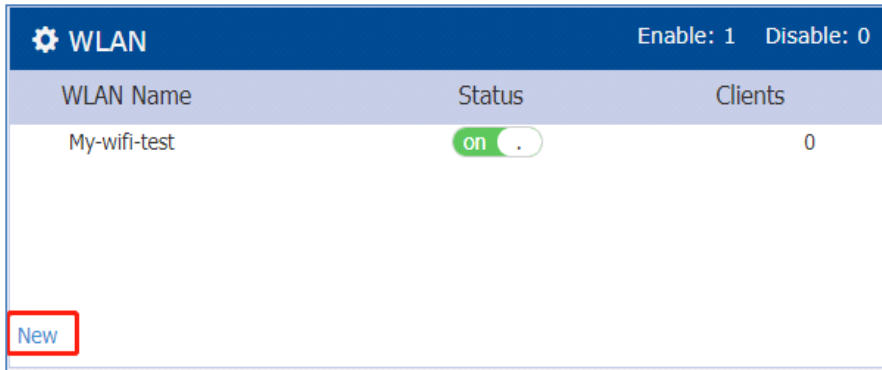 WLAN Enable: 1 Disable: 0
WLAN Name Status Clients
My-wifi-test on . 0
New